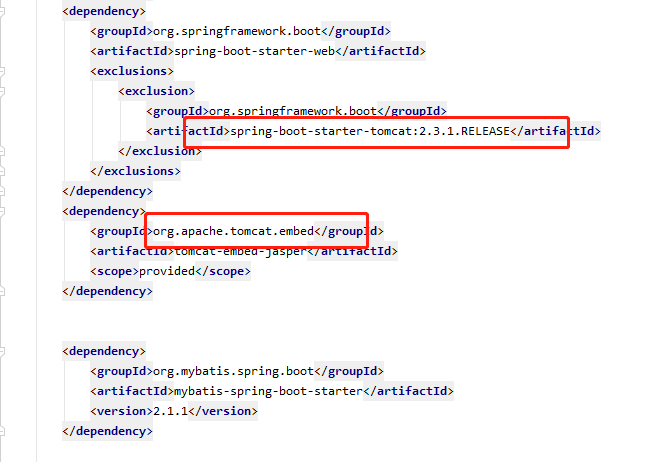 <dependency>
<groupId>org.springframework.boot</groupId>
<artifactId>spring-boot-starter-web</artifactId>
<exclusions>
<exclusion>
<groupId>org.springframework.boot</groupId>
<artifactId>spring-boot-starter-tomcat:2.3.1.RELEASE</artifactId>
</exclusion>
</exclusions>
</dependency>
<dependency>
<groupId>org.apache.tomcat.embed</groupId>
<artifactId>tomcat-embed-jasper</artifactId>
<scope>provided</scope>
</dependency>
<dependency>
<groupId>org.mybatis.spring.boot</groupId>
<artifactId>mybatis-spring-boot-starter</artifactId>
<version>2.1.1</version>
</dependency>